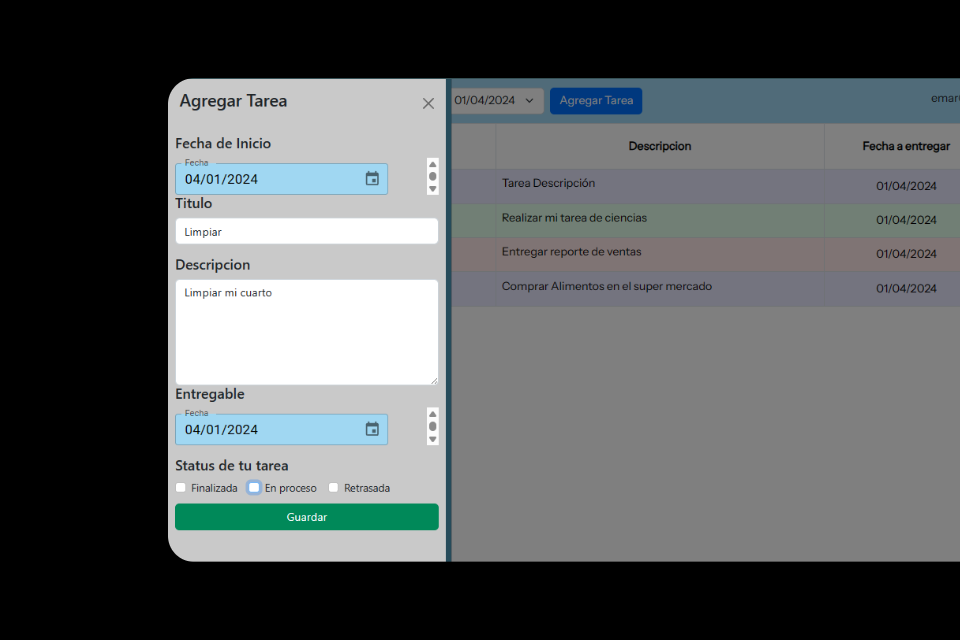 Agregar Tarea
Fecha de Inicio
Fecha
04/01/2024
Titulo
Limpiar
Descripcion
Limpiar mi cuarto
Entregable
Fecha
04/01/2024
Status de tu tarea
Finalizada En proceso Retrasada
Guardar
01/04/2024 Agregar Tarea
Descripcion Fecha a entregar
Tarea Descripción 01/04/2024
Realizar mi tarea de ciencias 01/04/2024
Entregar reporte de ventas 01/04/2024
Comprar Alimentos en el super mercado 01/04/2024